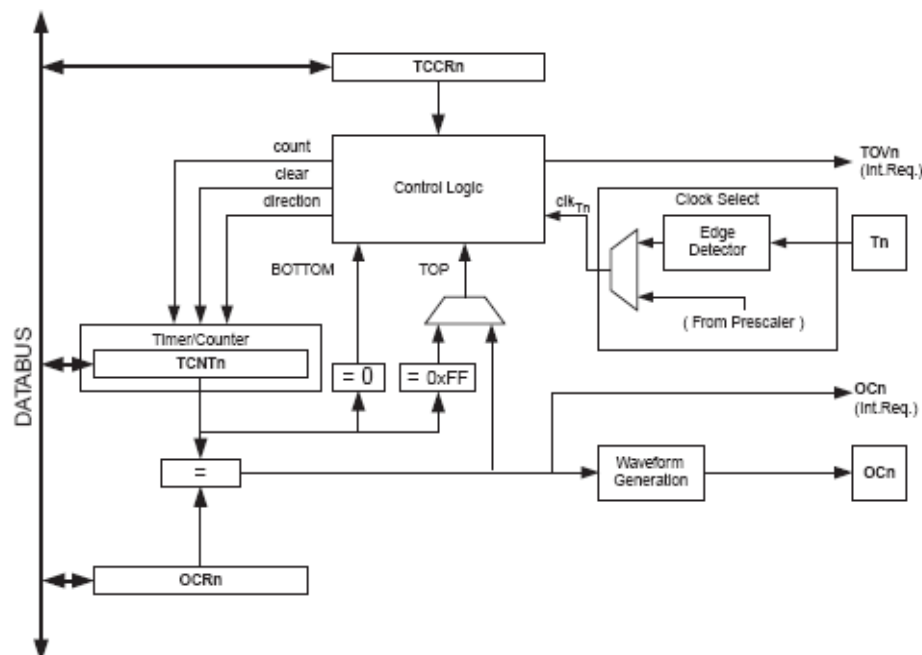 TCCRn
count
clear
direction
Control Logic
TOVn
(Int.Req.)
clkTn
Clock Select
Edge
Detector
Tn
( From Prescaler )
BOTTOM
TOP
DATABUS
Timer/Counter
TCNTn
= 0
= 0xFF
OCn
(Int.Req.)
=
Waveform
Generation
OCn
OCRn